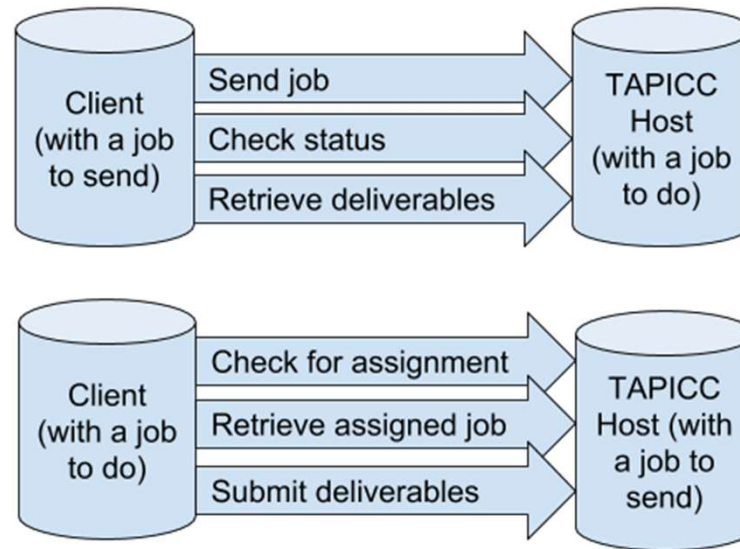 Client
(with a job
to send)
Send job
Check status
Retrieve deliverables
TAPICC
Host
(with a job
to do)
Client
(with a job
to do)
Check for assignment
Retrieve assigned job
Submit deliverables
TAPICC
Host (with
a job to
send)